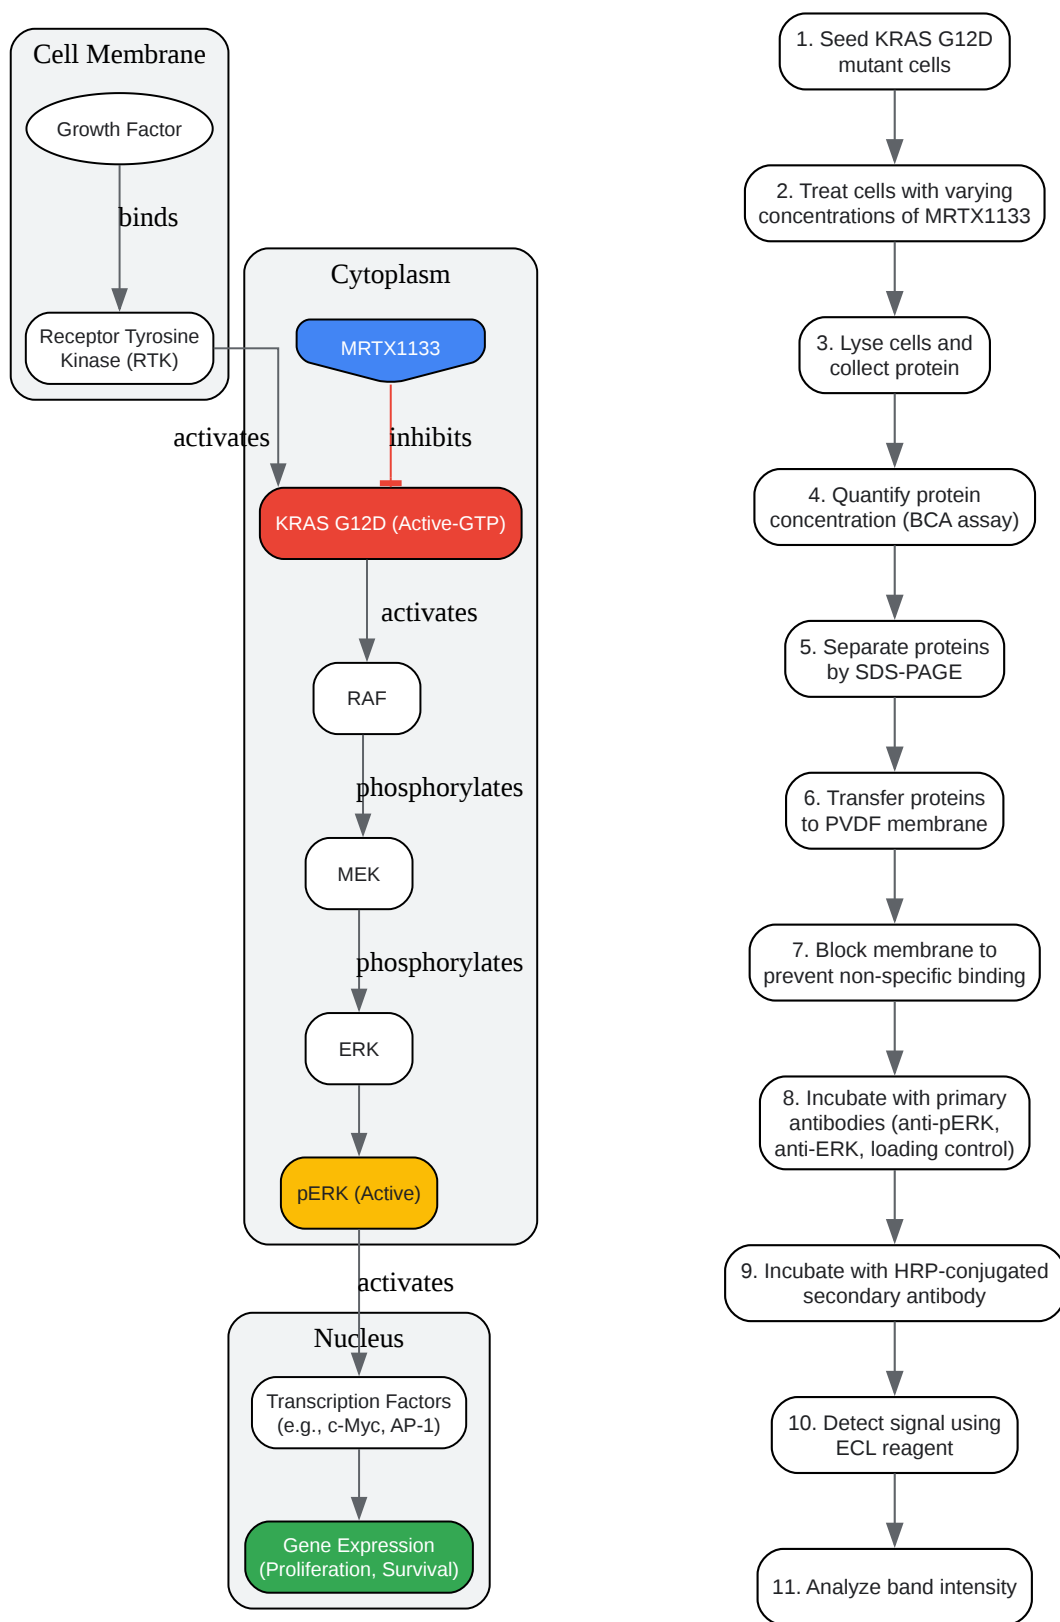 Cell Membrane
Growth Factor
binds
Receptor Tyrosine
Kinase (RTK)
activates
Cytoplasm
MRTX1133
inhibits
KRAS G12D (Active-GTP)
activates
RAF
phosphorylates
MEK
phosphorylates
ERK
pERK (Active)
activates
Nucleus
Transcription Factors
(e.g., c-Myc, AP-1)
Gene Expression
(Proliferation, Survival)
1. Seed KRAS G12D
mutant cells
2. Treat cells with varying
concentrations of MRTX1133
3. Lyse cells and
collect protein
4. Quantify protein
concentration (BCA assay)
5. Separate proteins
by SDS-PAGE
6. Transfer proteins
to PVDF membrane
7. Block membrane to
prevent non-specific binding
8. Incubate with primary
antibodies (anti-pERK,
anti-ERK, loading control)
9. Incubate with HRP-conjugated
secondary antibody
10. Detect signal using
ECL reagent
11. Analyze band intensity